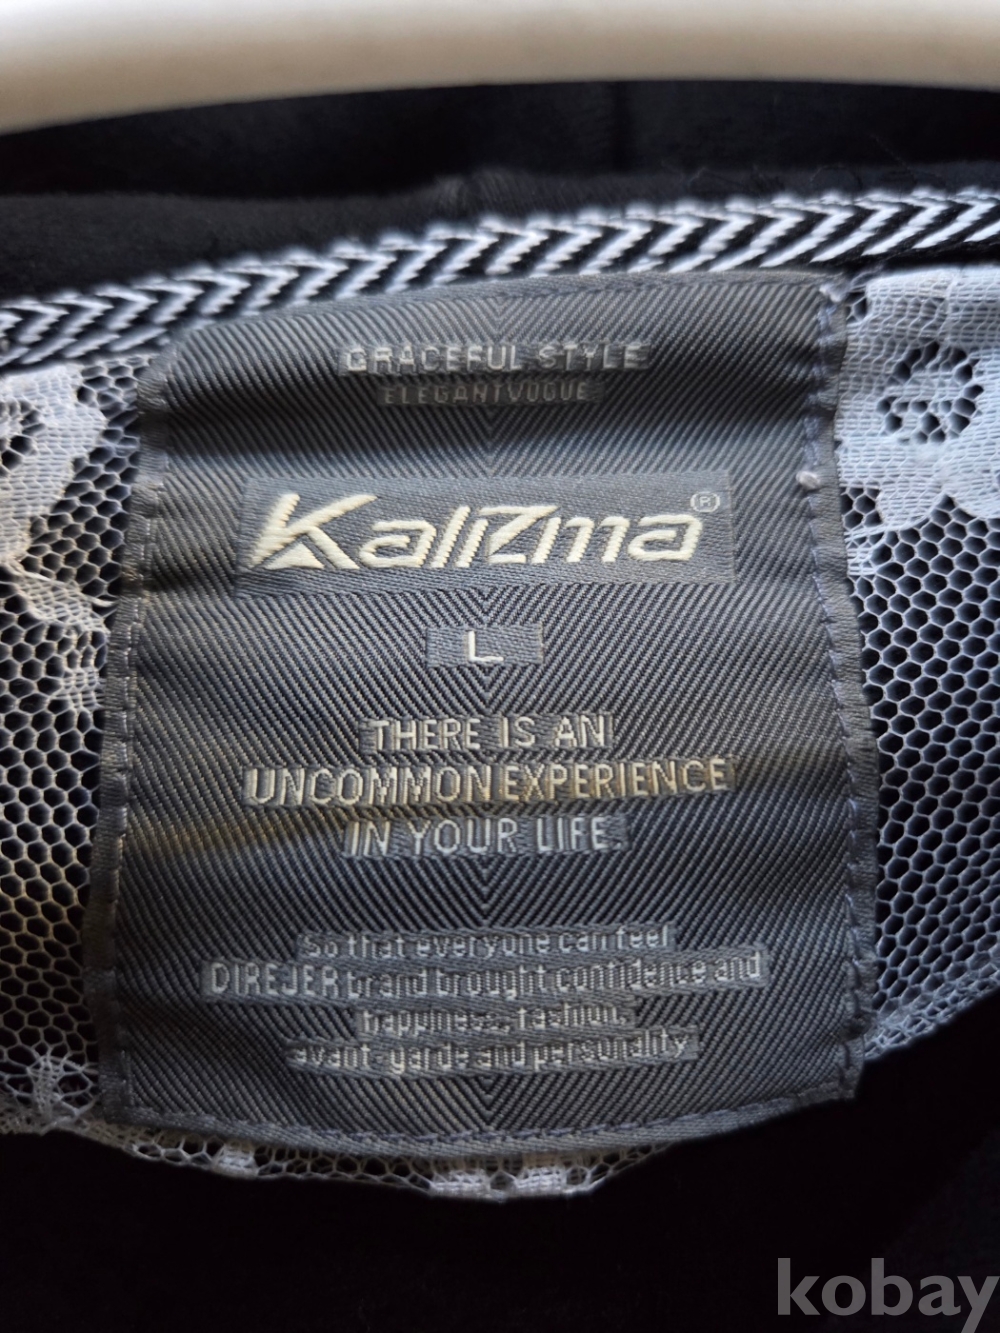 GRACEFUL STYLE
ELEGANTVOGUE
Kalizma®
L
THERE IS AN
UNCOMMON EXPERIENCE
IN YOUR LIFE
So that everyone can feel
DIREJER brand brought confidence and
happiness, fashion,
avant-garde and personality
kobay